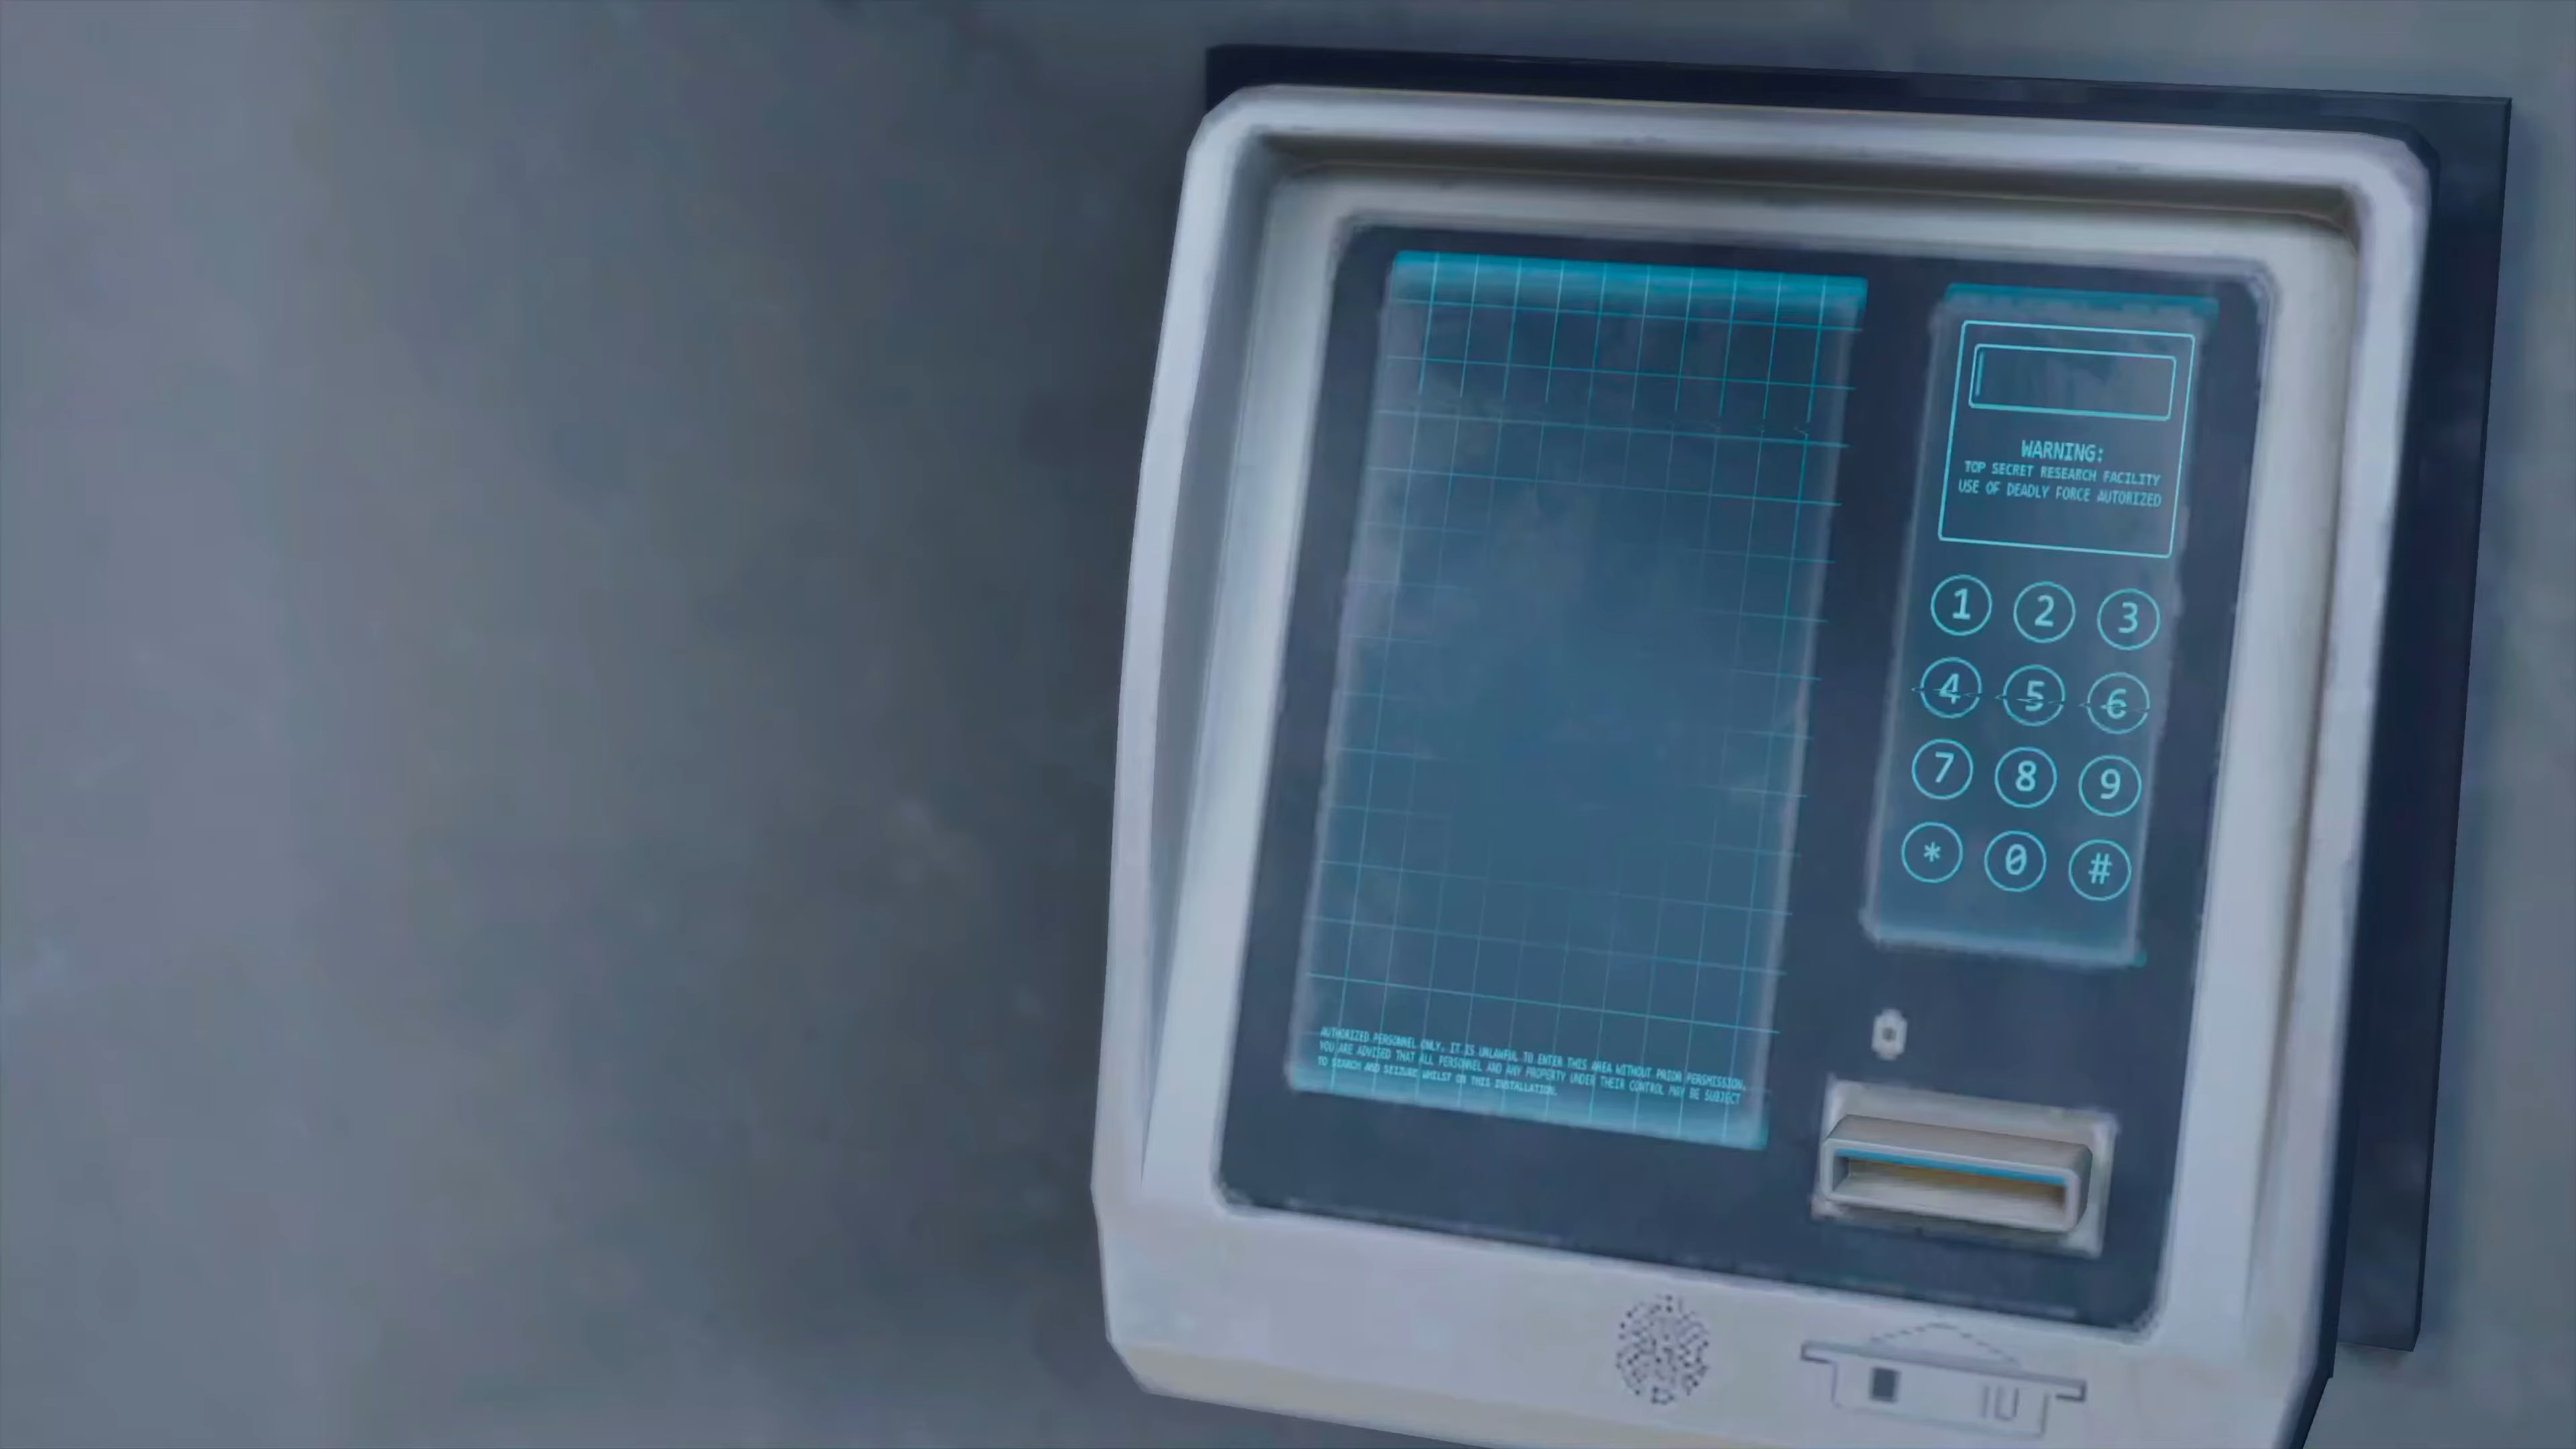 WARNING:
TOP SECRET RESEARCH FACILITY
USE OF DEADLY FORCE AUTORIZED
1 2 3
4 5 6
7 8 9
* 0 #
AUTHORIZED PERSONNEL ONLY. IT IS UNLAWFUL TO ENTER THIS AREA WITHOUT PRIOR PERSMISSION.
YOU ARE ADVISED THAT ALL PERSONNEL AND ANY PROPERTY UNDER THEIR CONTROL MAY BE SUBJECT
TO SEARCH AND SEIZURE WHILST ON THIS INSTALLATION.